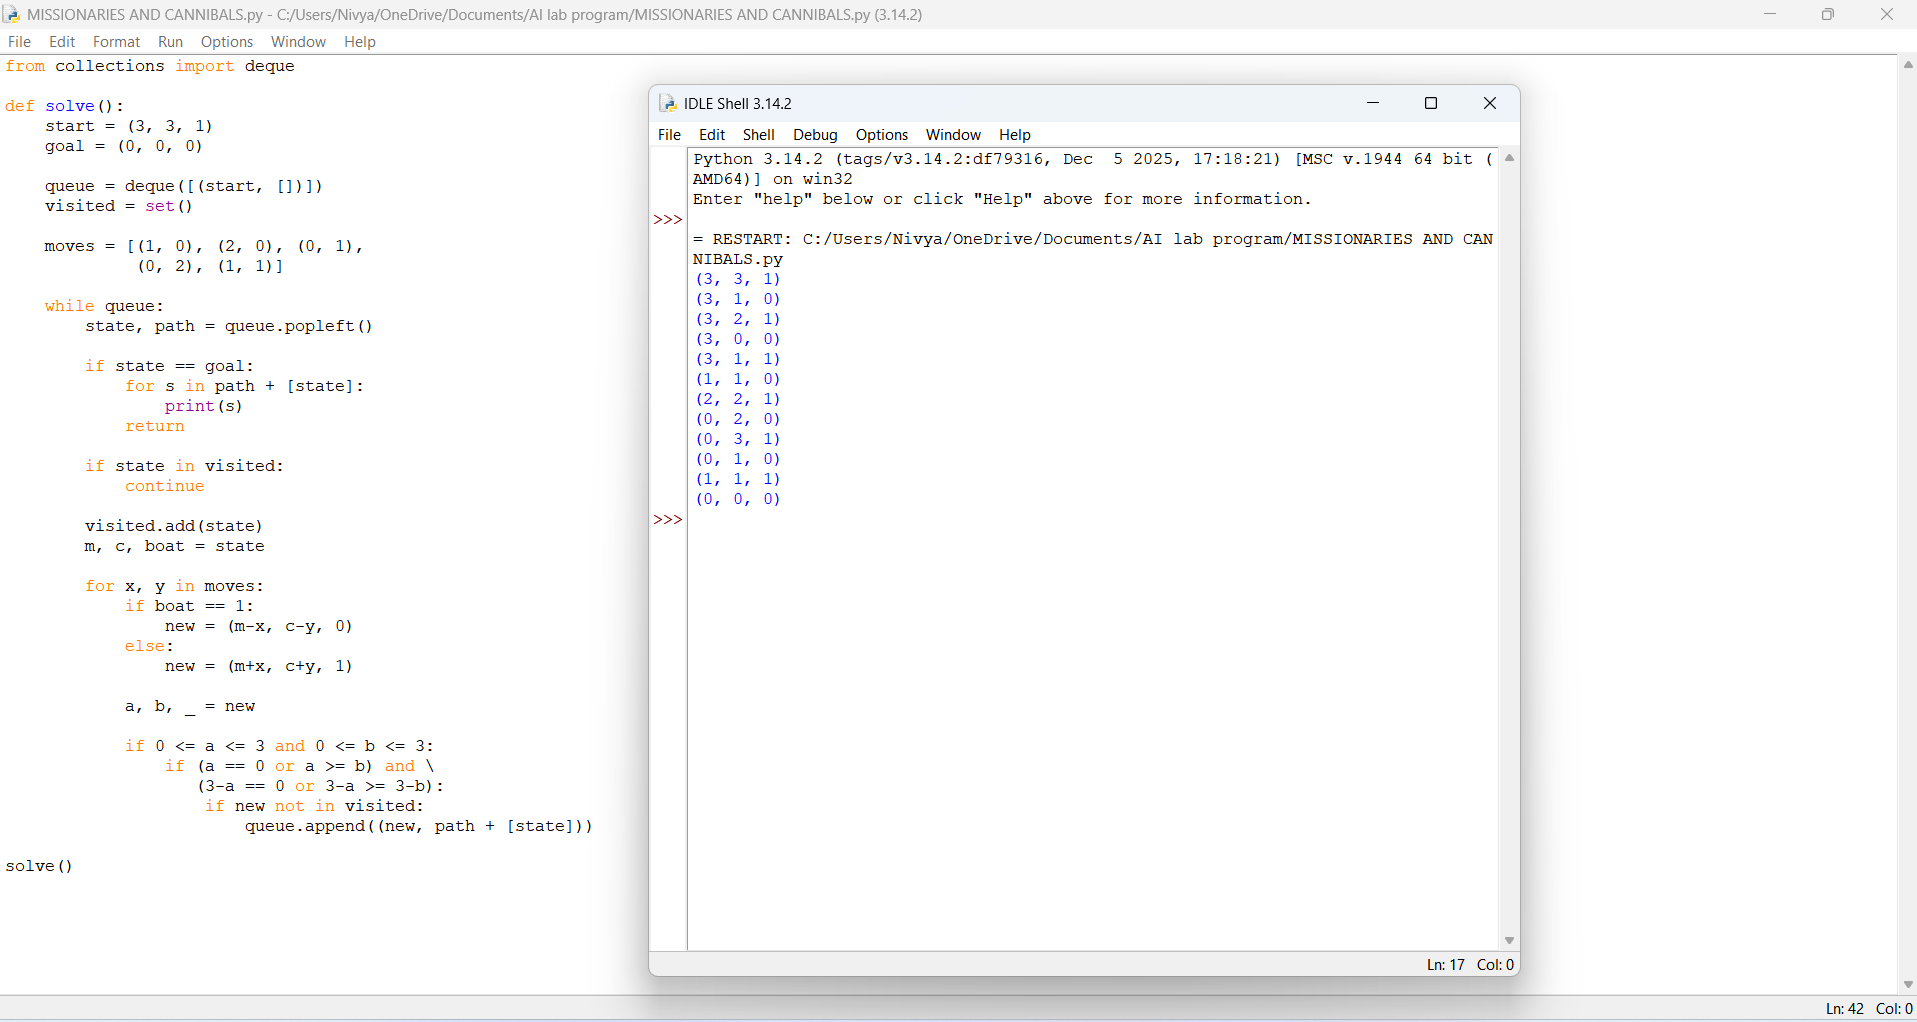 MISSIONARIES AND CANNIBALS.py - C:/Users/Nivya/OneDrive/Documents/AI lab program/MISSIONARIES AND CANNIBALS.py (3.14.2)
File Edit Format Run Options Window Help
from collections import deque
def solve():
    start = (3, 3, 1)
    goal = (0, 0, 0)
    queue = deque([(start, [])])
    visited = set()
    moves = [(1, 0), (2, 0), (0, 1),
             (0, 2), (1, 1)]
    while queue:
        state, path = queue.popleft()
        if state == goal:
            for s in path + [state]:
                print(s)
            return
        if state in visited:
            continue
        visited.add(state)
        m, c, boat = state
        for x, y in moves:
            if boat == 1:
                new = (m-x, c-y, 0)
            else:
                new = (m+x, c+y, 1)
            a, b, _ = new
            if 0 <= a <= 3 and 0 <= b <= 3:
                if (a == 0 or a >= b) and \
                   (3-a == 0 or 3-a >= 3-b):
                    if new not in visited:
                        queue.append((new, path + [state]))
solve()
IDLE Shell 3.14.2
File Edit Shell Debug Options Window Help
Python 3.14.2 (tags/v3.14.2:df79316, Dec  5 2025, 17:18:21) [MSC v.1944 64 bit (
AMD64)] on win32
Enter "help" below or click "Help" above for more information.
>>>
= RESTART: C:/Users/Nivya/OneDrive/Documents/AI lab program/MISSIONARIES AND CAN
NIBALS.py
(3, 3, 1)
(3, 1, 0)
(3, 2, 1)
(3, 0, 0)
(3, 1, 1)
(1, 1, 0)
(2, 2, 1)
(0, 2, 0)
(0, 3, 1)
(0, 1, 0)
(1, 1, 1)
(0, 0, 0)
>>>
Ln: 17 Col: 0
Ln: 42 Col: 0